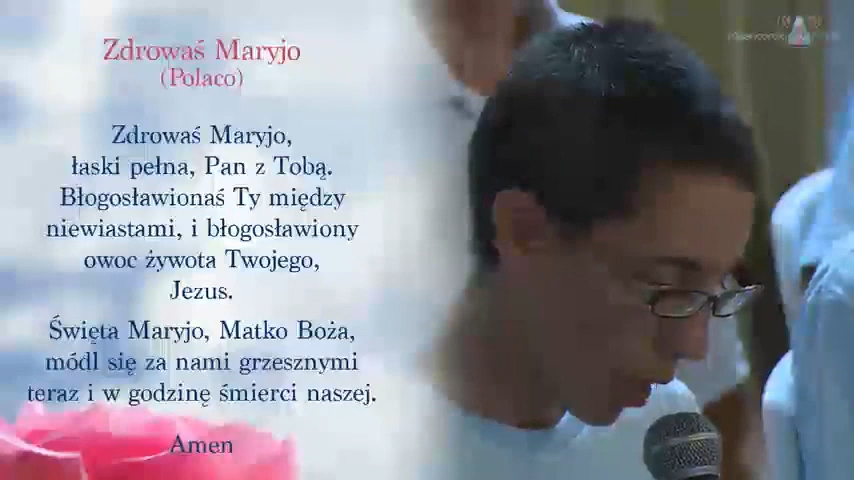 Zdrowaś Maryjo
(Polaco)
Zdrowaś Maryjo,
łaski pełna, Pan z Tobą.
Błogosławionaś Ty między
niewiastami, i błogosławiony
owoc żywota Twojego,
Jezus.
Święta Maryjo, Matko Boża,
módl się za nami grzesznymi
teraz i w godzinę śmierci naszej.
Amen